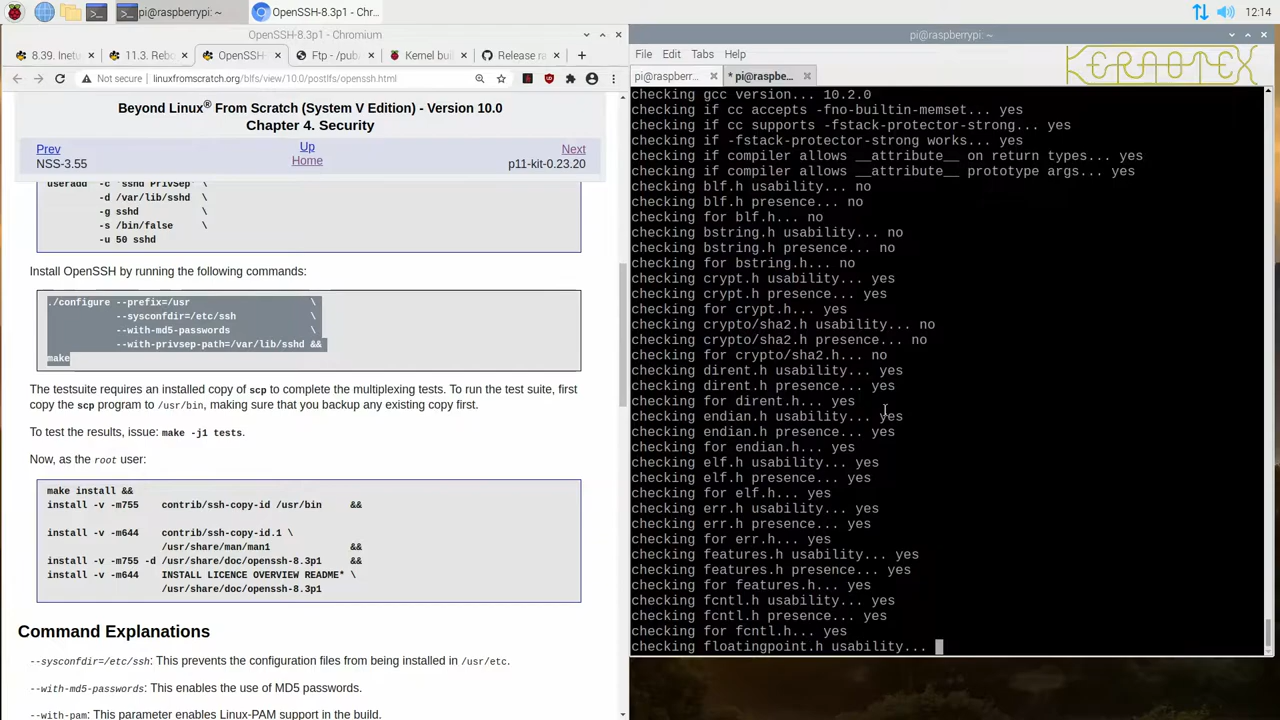 pi@raspberrypi: ~
OpenSSH-8.3p1 - Chr...
12:14
OpenSSH-8.3p1 - Chromium
8.39. Inetu
11.3. Rebo
OpenSSH-
Ftp - /pub
Kernel bui
Release ra
Not secure | linuxfromscratch.org/blfs/view/10.0/postlfs/openssh.html
Beyond Linux® From Scratch (System V Edition) - Version 10.0
Chapter 4. Security
Prev
Up
Next
NSS-3.55
Home
p11-kit-0.23.20
useradd -c 'sshd PrivSep' \
-d /var/lib/sshd \
-g sshd \
-s /bin/false \
-u 50 sshd
Install OpenSSH by running the following commands:
./configure --prefix=/usr \
--sysconfdir=/etc/ssh \
--with-md5-passwords \
--with-privsep-path=/var/lib/sshd &&
make
The testsuite requires an installed copy of scp to complete the multiplexing tests. To run the test suite, first
copy the scp program to /usr/bin, making sure that you backup any existing copy first.
To test the results, issue: make -j1 tests.
Now, as the root user:
make install &&
install -v -m755 contrib/ssh-copy-id /usr/bin &&
install -v -m644 contrib/ssh-copy-id.1 \
/usr/share/man/man1 &&
install -v -m755 -d /usr/share/doc/openssh-8.3p1 &&
install -v -m644 INSTALL LICENCE OVERVIEW README* \
/usr/share/doc/openssh-8.3p1
Command Explanations
--sysconfdir=/etc/ssh: This prevents the configuration files from being installed in /usr/etc.
--with-md5-passwords: This enables the use of MD5 passwords.
--with-pam: This parameter enables Linux-PAM support in the build.
pi@raspberrypi: ~
File Edit Tabs Help
KERAOTEX
pi@raspberr...
* pi@raspbe...
checking gcc version... 10.2.0
checking if cc accepts -fno-builtin-memset... yes
checking if cc supports -fstack-protector-strong... yes
checking if -fstack-protector-strong works... yes
checking if compiler allows __attribute__ on return types... yes
checking if compiler allows __attribute__ prototype args... yes
checking blf.h usability... no
checking blf.h presence... no
checking for blf.h... no
checking bstring.h usability... no
checking bstring.h presence... no
checking for bstring.h... no
checking crypt.h usability... yes
checking crypt.h presence... yes
checking for crypt.h... yes
checking crypto/sha2.h usability... no
checking crypto/sha2.h presence... no
checking for crypto/sha2.h... no
checking dirent.h usability... yes
checking dirent.h presence... yes
checking for dirent.h... yes
checking endian.h usability... yes
checking endian.h presence... yes
checking for endian.h... yes
checking elf.h usability... yes
checking elf.h presence... yes
checking for elf.h... yes
checking err.h usability... yes
checking err.h presence... yes
checking for err.h... yes
checking features.h usability... yes
checking features.h presence... yes
checking for features.h... yes
checking fcntl.h usability... yes
checking fcntl.h presence... yes
checking for fcntl.h... yes
checking floatingpoint.h usability...